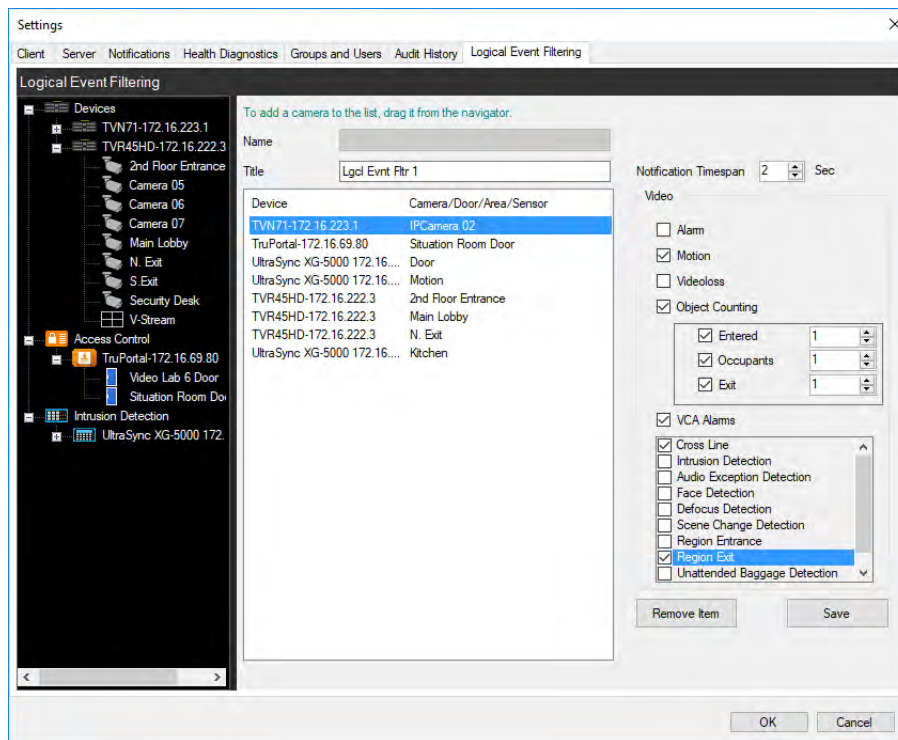 Settings
Client Server Notifications Health Diagnostics Groups and Users Audit History Logical Event Filtering
Logical Event Filtering
Devices
TVN71-172.16.223.1
TVR45HD-172.16.222.3
2nd Floor Entrance
Camera 05
Camera 06
Camera 07
Main Lobby
N. Exit
S.Exit
Security Desk
V-Stream
Access Control
TruPortal-172.16.69.80
Video Lab 6 Door
Situation Room Do
Intrusion Detection
UltraSync XG-5000 172.
To add a camera to the list, drag it from the navigator.
Name
Title Lgcl Evnt Fltr 1
Device Camera/Door/Area/Sensor
TVN71-172.16.223.1 IPCamera 02
TruPortal-172.16.69.80 Situation Room Door
UltraSync XG-5000 172.16.... Door
UltraSync XG-5000 172.16.... Motion
TVR45HD-172.16.222.3 2nd Floor Entrance
TVR45HD-172.16.222.3 Main Lobby
TVR45HD-172.16.222.3 N. Exit
UltraSync XG-5000 172.16.... Kitchen
Notification Timespan 2 Sec
Video
Alarm
Motion
Videoloss
Object Counting
Entered 1
Occupants 1
Exit 1
VCA Alarms
Cross Line
Intrusion Detection
Audio Exception Detection
Face Detection
Defocus Detection
Scene Change Detection
Region Entrance
Region Exit
Unattended Baggage Detection
Remove Item Save
OK Cancel